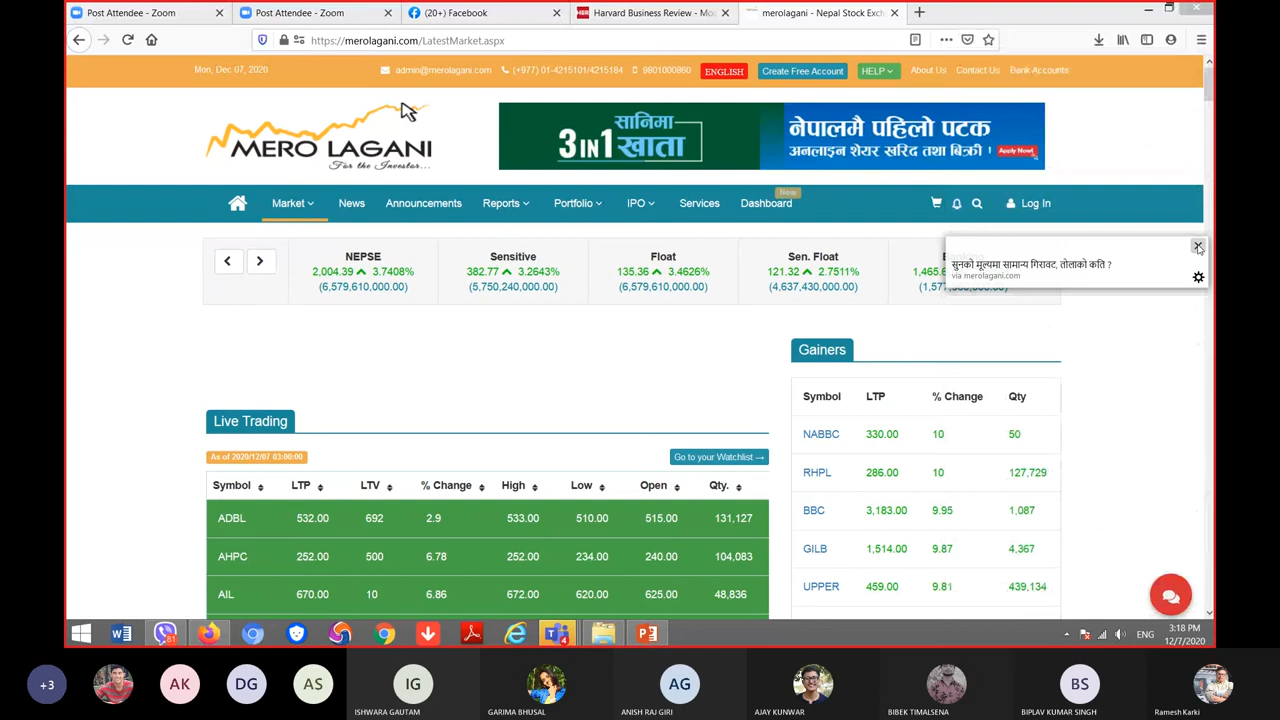 Post Attendee - Zoom
Post Attendee - Zoom
(20+) Facebook
Harvard Business Review - Mo
merolagani - Nepal Stock Exch
https://merolagani.com/LatestMarket.aspx
Mon, Dec 07, 2020
admin@merolagani.com
(+977) 01-4215101/4215184
9801000860
ENGLISH
Create Free Account
HELP
About Us
Contact Us
Bank Accounts
MERO LAGANI
For the Investor...
सानिमा
3 IN 1 खाता
नेपालमै पहिलो पटक
अनलाइन शेयर खरिद तथा बिक्री !
Apply Now!
Now
Market
News
Announcements
Reports
Portfolio
IPO
Services
Dashboard
Log In
NEPSE
2,004.39 3.7408%
(6,579,610,000.00)
Sensitive
382.77 3.2643%
(5,750,240,000.00)
Float
135.36 3.4626%
(6,579,610,000.00)
Sen. Float
121.32 2.7511%
(4,637,430,000.00)
सुनको मूल्यमा सामान्य गिरावट, तोलाको कति ?
via merolagani.com
Gainers
Symbol LTP % Change Qty
NABBC 330.00 10 50
RHPL 286.00 10 127,729
BBC 3,183.00 9.95 1,087
GILB 1,514.00 9.87 4,367
UPPER 459.00 9.81 439,134
Live Trading
As of 2020/12/07 03:00:00
Go to your Watchlist →
Symbol LTP LTV % Change High Low Open Qty.
ADBL 532.00 692 2.9 533.00 510.00 515.00 131,127
AHPC 252.00 500 6.78 252.00 234.00 240.00 104,083
AIL 670.00 10 6.86 672.00 620.00 625.00 48,836
81
4
ENG
3:18 PM
12/7/2020
+3
AK
DG
AS
IG
AG
BS
ISHWARA GAUTAM
GARIMA BHUSAL
ANISH RAJ GIRI
AJAY KUNWAR
BIBEK TIMALSENA
BIPLAV KUMAR SINGH
Ramesh Karki